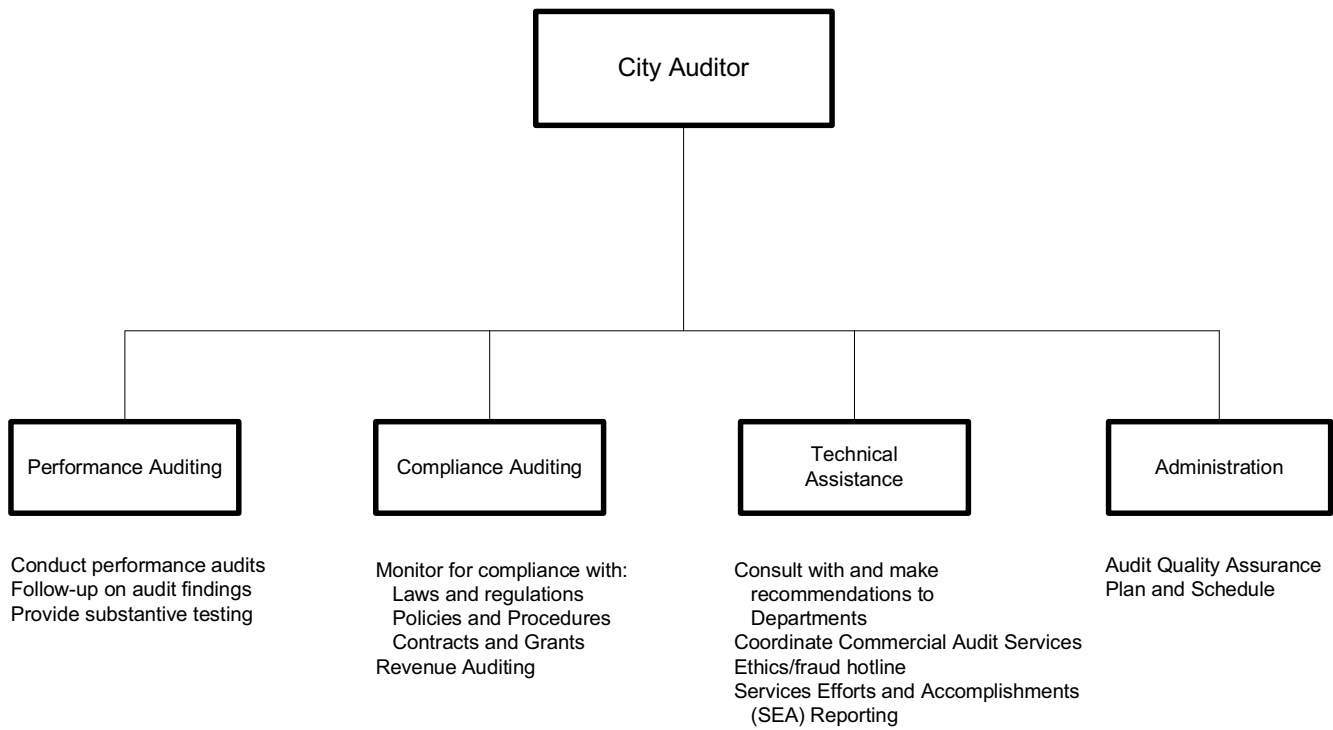 City Auditor
Performance Auditing
Compliance Auditing
Technical
Assistance
Administration
Conduct performance audits
Follow-up on audit findings
Provide substantive testing
Monitor for compliance with:
Laws and regulations
Policies and Procedures
Contracts and Grants
Revenue Auditing
Consult with and make
recommendations to
Departments
Coordinate Commercial Audit Services
Ethics/fraud hotline
Services Efforts and Accomplishments
(SEA) Reporting
Audit Quality Assurance
Plan and Schedule